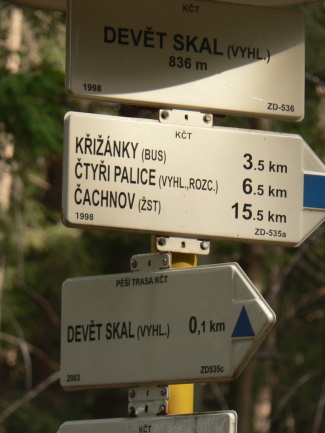 KČT
DEVĚT SKAL (VYHL.)
836 m
1998 ZD-536
KČT
KŘIŽÁNKY (BUS) 3.5 km
ČTYŘI PALICE (VYHL.,ROZC.) 6.5 km
ČACHNOV (ŽST) 15.5 km
1998 ZD-535a
PĚŠÍ TRASA KČT
DEVĚT SKAL (VYHL.) 0,1 km
2003 ZD535c